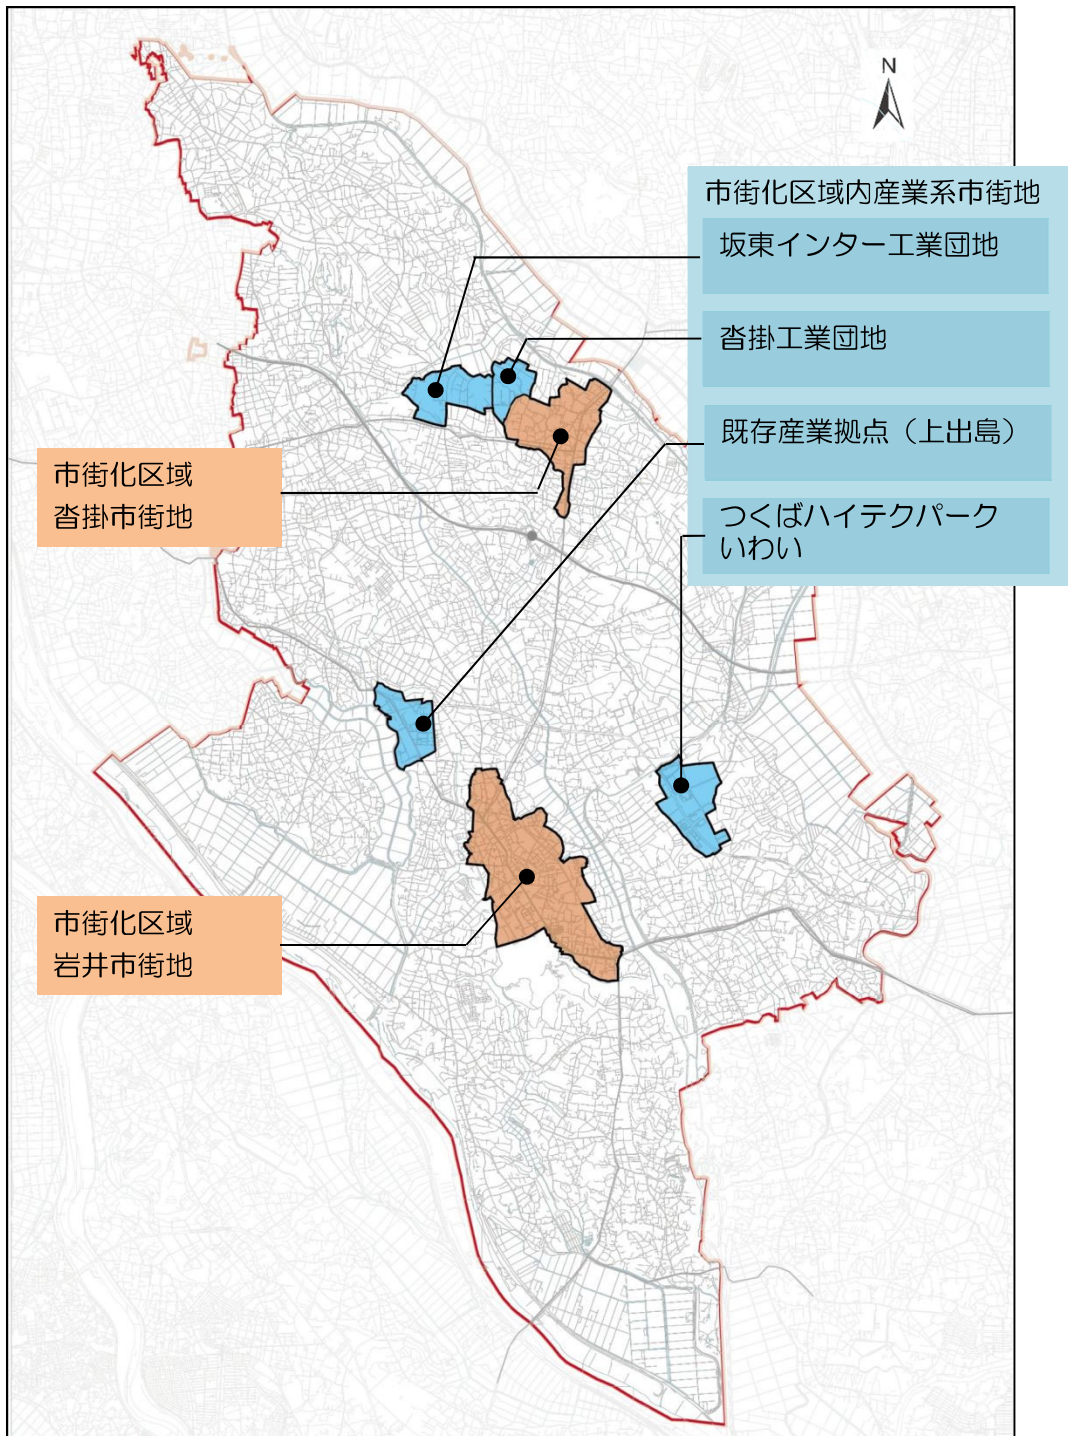 N
市街化区域内産業系市街地
坂東インター工業団地
沓掛工業団地
既存産業拠点（上出島）
つくばハイテクパーク
いわい
市街化区域
沓掛市街地
市街化区域
岩井市街地